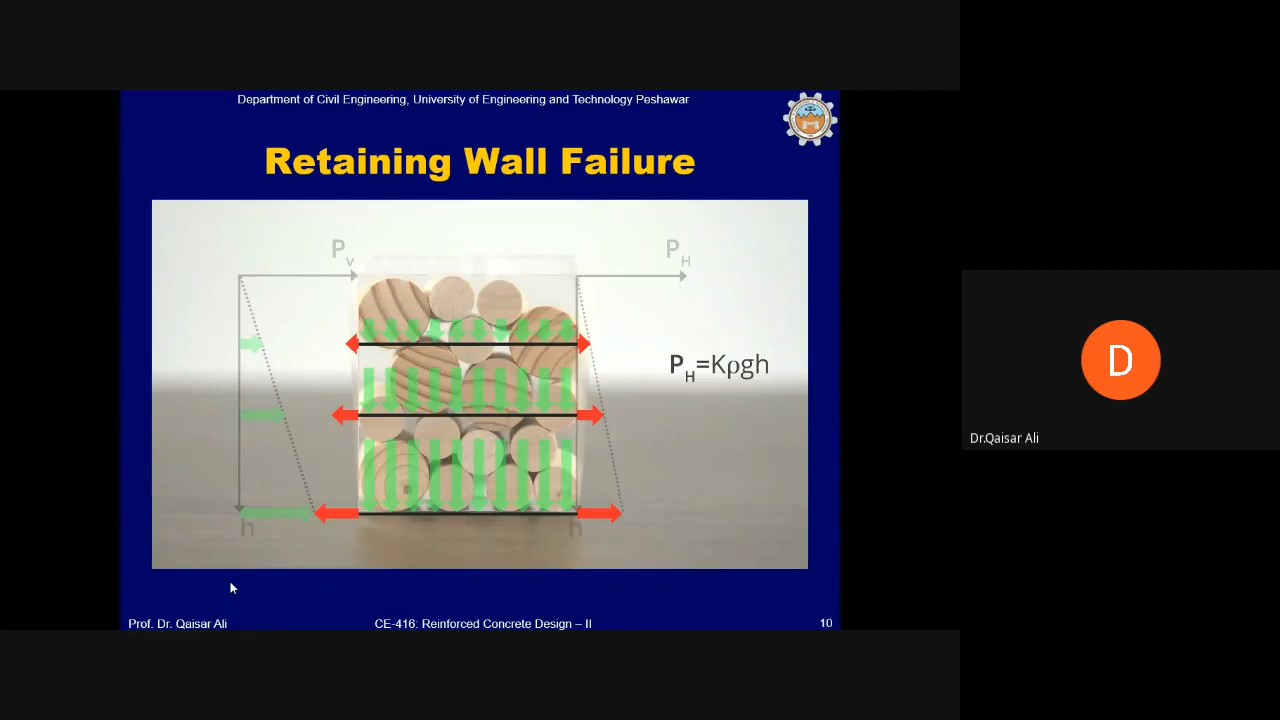 Department of Civil Engineering, University of Engineering and Technology Peshawar
Retaining Wall Failure
Pv
PH
PH=Kρgh
h
h
D
Dr.Qaisar Ali
Prof. Dr. Qaisar Ali
CE-416: Reinforced Concrete Design – II
10